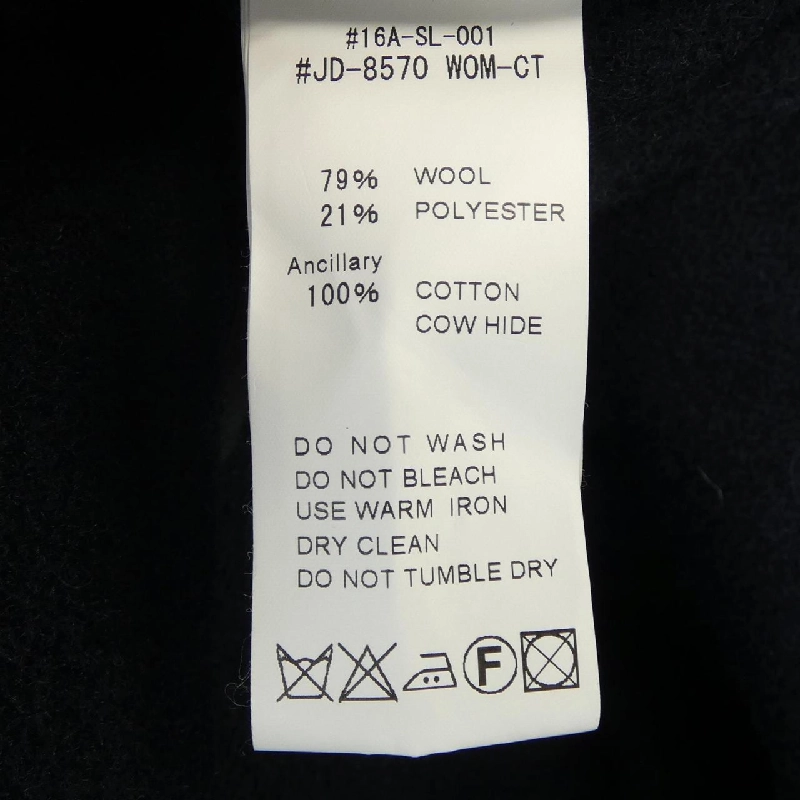 #16A-SL-001
#JD-8570 WOM-CT
79% WOOL
21% POLYESTER
Ancillary
100% COTTON
COW HIDE
DO NOT WASH
DO NOT BLEACH
USE WARM IRON
DRY CLEAN
DO NOT TUMBLE DRY
F